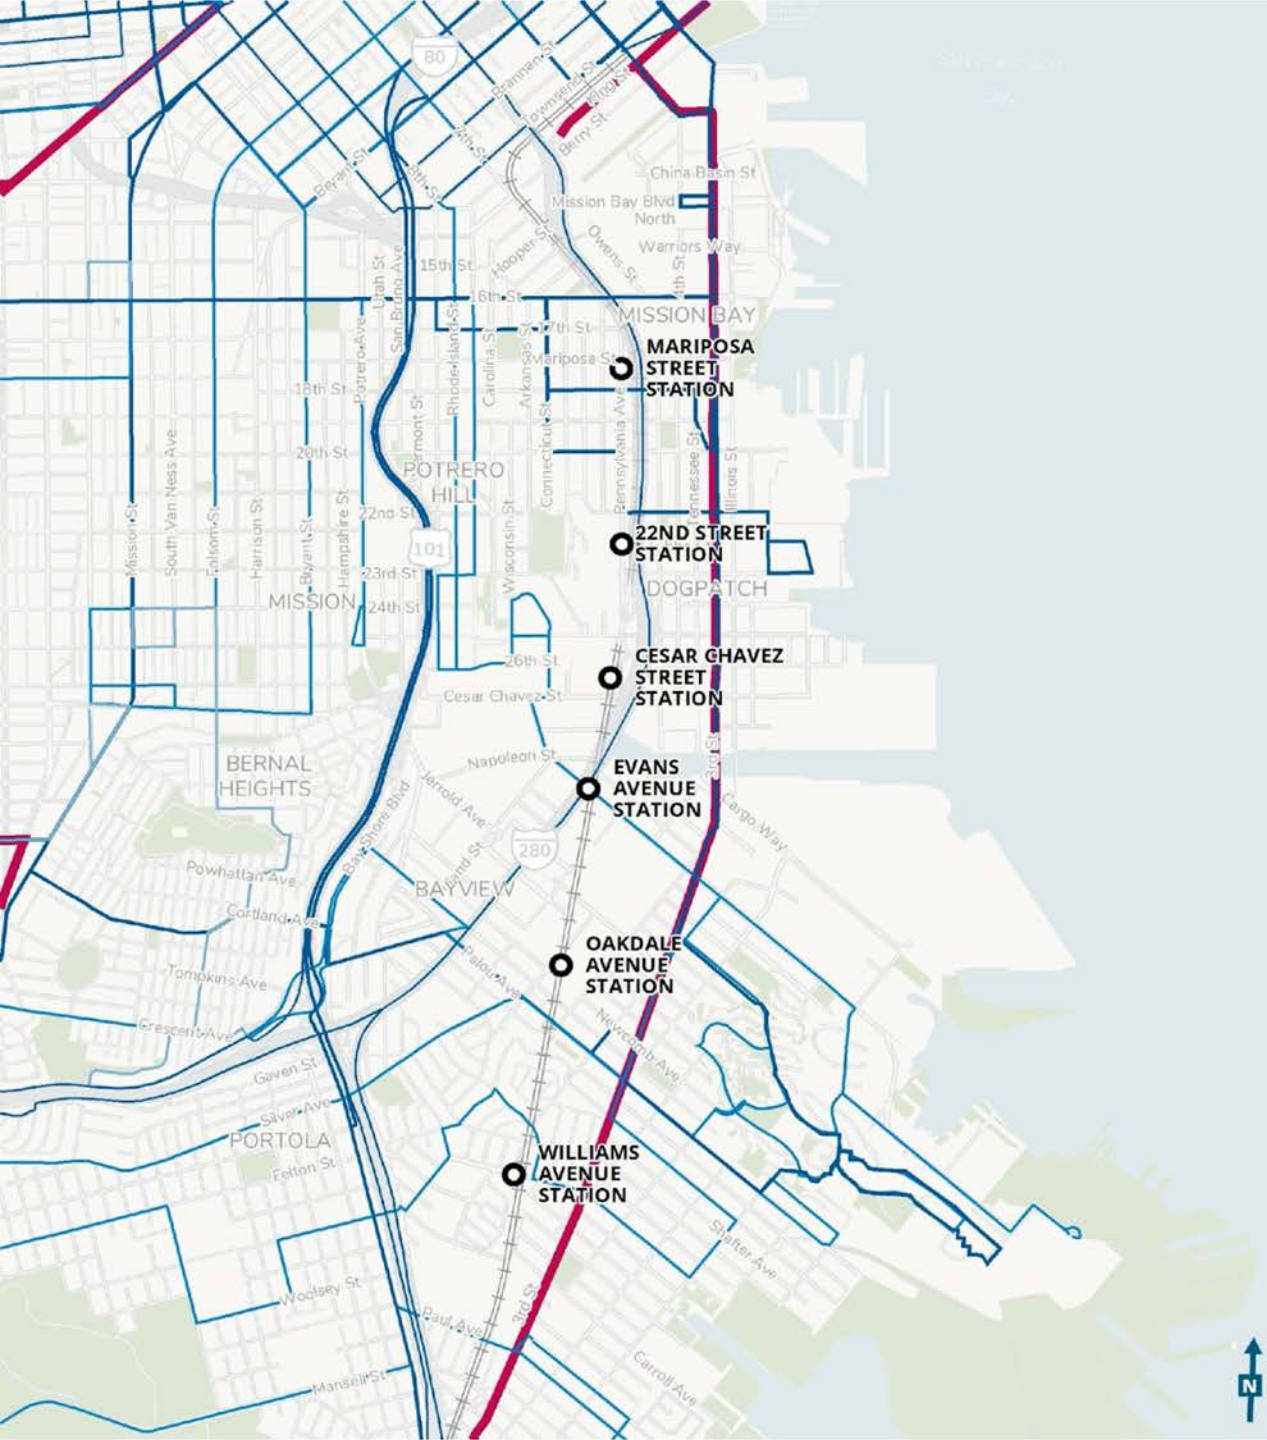 80
Brannan St
Townsend St
King St
Berry St
7th St
8th St
Bryant St
China Basin St
Mission Bay Blvd
North
Warriors Way
4th St
Owens St
Hooper St
15th St
16th St
17th St
Utah St
San Bruno Ave
MISSION BAY
MARIPOSA
STREET
STATION
Mariposa St
Potrero Ave
Rhode Island St
Carolina St
Arkansas St
18th St
Vermont St
Connecticut St
Pennsylvania Ave
Tennessee St
Illinois St
20th St
POTRERO
HILL
Mission St
South Van Ness Ave
Folsom St
Harrison St
Bryant St
Hampshire St
22nd St
Wisconsin St
101
22ND STREET
STATION
23rd St
MISSION
24th St
DOGPATCH
26th St
Cesar Chavez St
CESAR CHAVEZ
STREET
STATION
3rd St
BERNAL
HEIGHTS
Napoleon St
EVANS
AVENUE
STATION
Jerrold Ave
Cargo Way
Bay Shore Blvd
280
Powhattan Ave
BAYVIEW
Cortland Ave
Palou Ave
OAKDALE
AVENUE
STATION
Tompkins Ave
Crescent Ave
Newcomb Ave
Gaven St
Silver Ave
PORTOLA
Felton St
WILLIAMS
AVENUE
STATION
Shafter Ave
Woolsey St
3rd St
Paul Ave
Mansell St
Carroll Ave
N